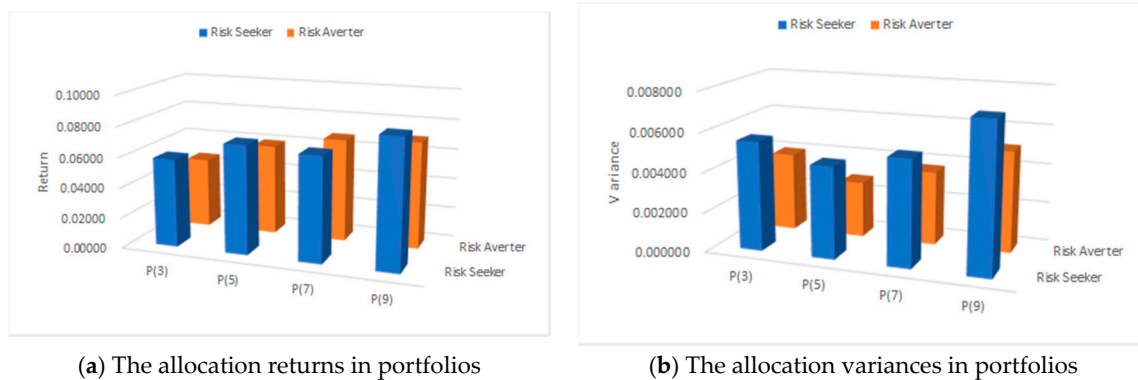 Risk Seeker Risk Averter
0.10000
0.08000
0.06000
0.04000
0.02000
0.00000
Return
P(3)
P(5)
P(7)
P(9)
Risk Averter
Risk Seeker
(a) The allocation returns in portfolios
Risk Seeker Risk Averter
0.008000
0.006000
0.004000
0.002000
0.000000
Variance
P(3)
P(5)
P(7)
P(9)
Risk Averter
Risk Seeker
(b) The allocation variances in portfolios